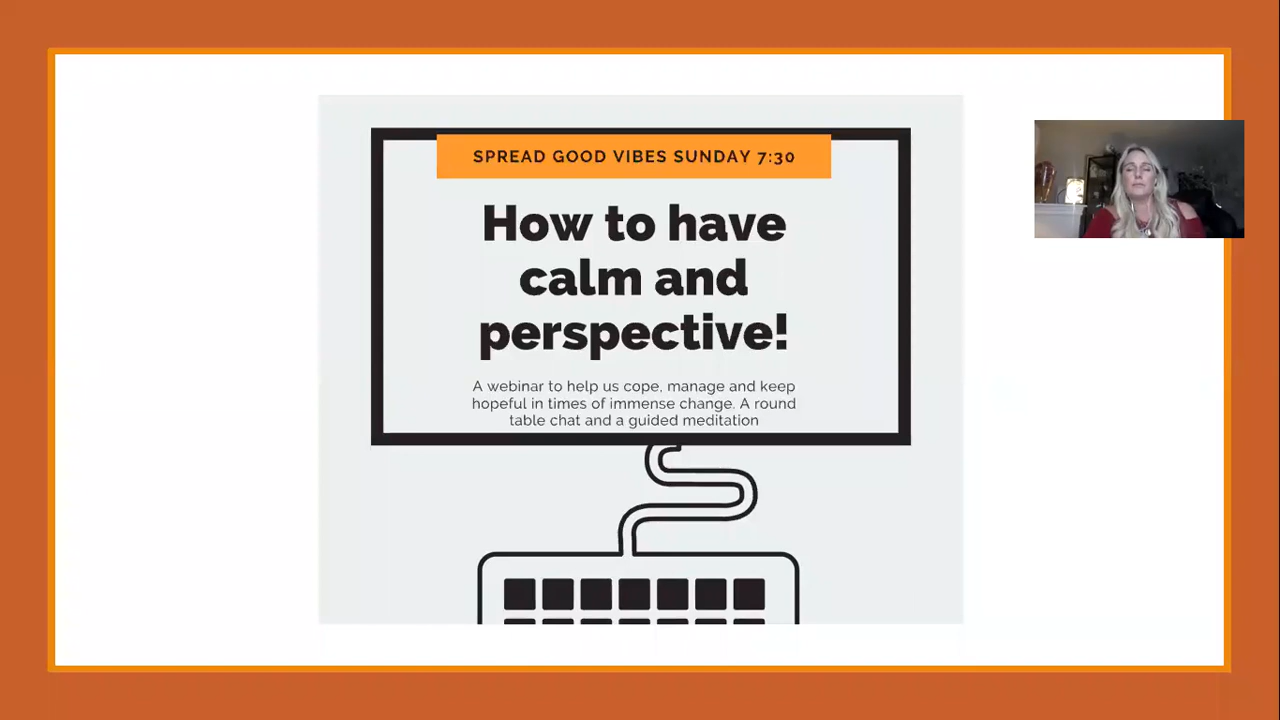 SPREAD GOOD VIBES SUNDAY 7:30
How to have
calm and
perspective!
A webinar to help us cope, manage and keep
hopeful in times of immense change. A round
table chat and a guided meditation